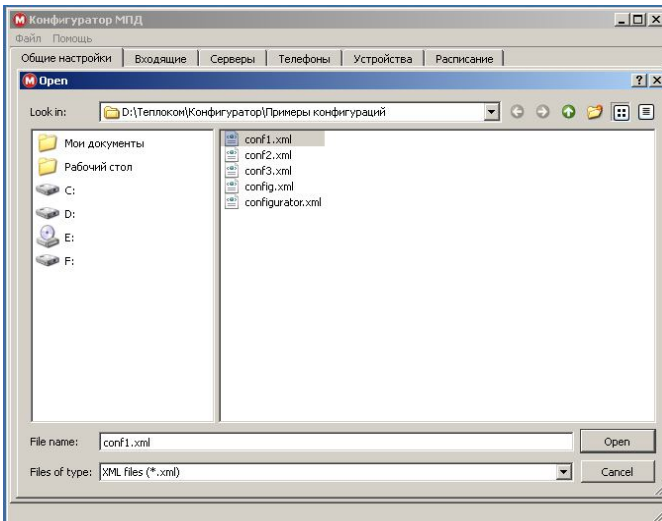 Конфигуратор МПД
Файл Помощь
Общие настройки Входящие Серверы Телефоны Устройства Расписание
Open
Look in: D:\Теплоком\Конфигуратор\Примеры конфигураций
Мои документы
Рабочий стол
C:
D:
E:
F:
conf1.xml
conf2.xml
conf3.xml
config.xml
configurator.xml
File name: conf1.xml Open
Files of type: XML files (*.xml) Cancel